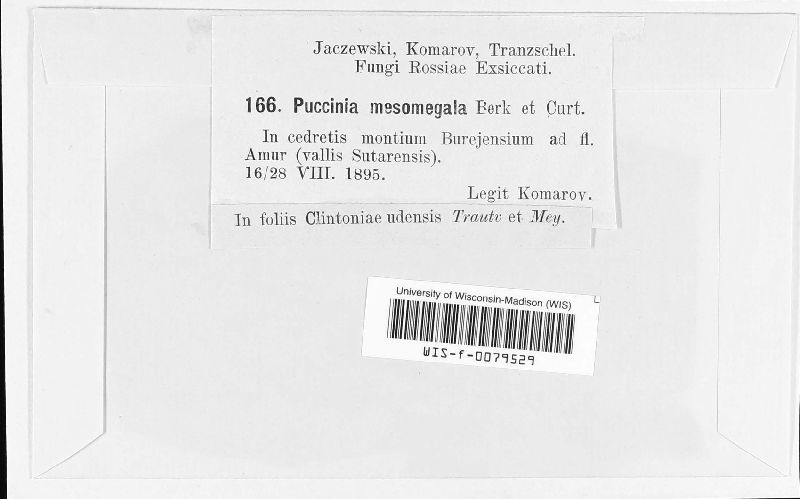 Jaczewski, Komarov, Tranzschel.
Fungi Rossiae Exsiccati.
166. Puccinia mesomegala Berk et Curt.
In cedretis montium Burejensium ad fl.
Amur (vallis Sutarensis).
16/28 VIII. 1895.
Legit Komarov.
In foliis Clintoniae udensis Trautv et Mey.
University of Wisconsin-Madison (WIS)
WIS-f-0079529